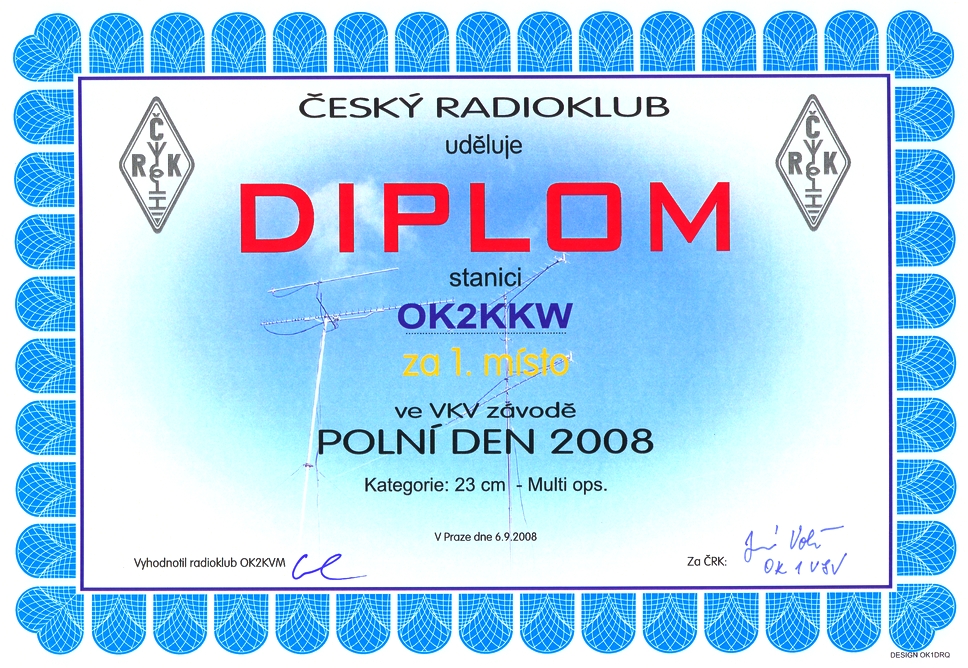 ČESKÝ RADIOKLUB
uděluje
Č
R K
Č
R K
DIPLOM
stanici
OK2KKW
za 1. místo
ve VKV závodě
POLNÍ DEN 2008
Kategorie: 23 cm - Multi ops.
V Praze dne 6.9.2008
Vyhodnotil radioklub OK2KVM
Za ČRK:
OK1VSV
DESIGN OK1DRQ